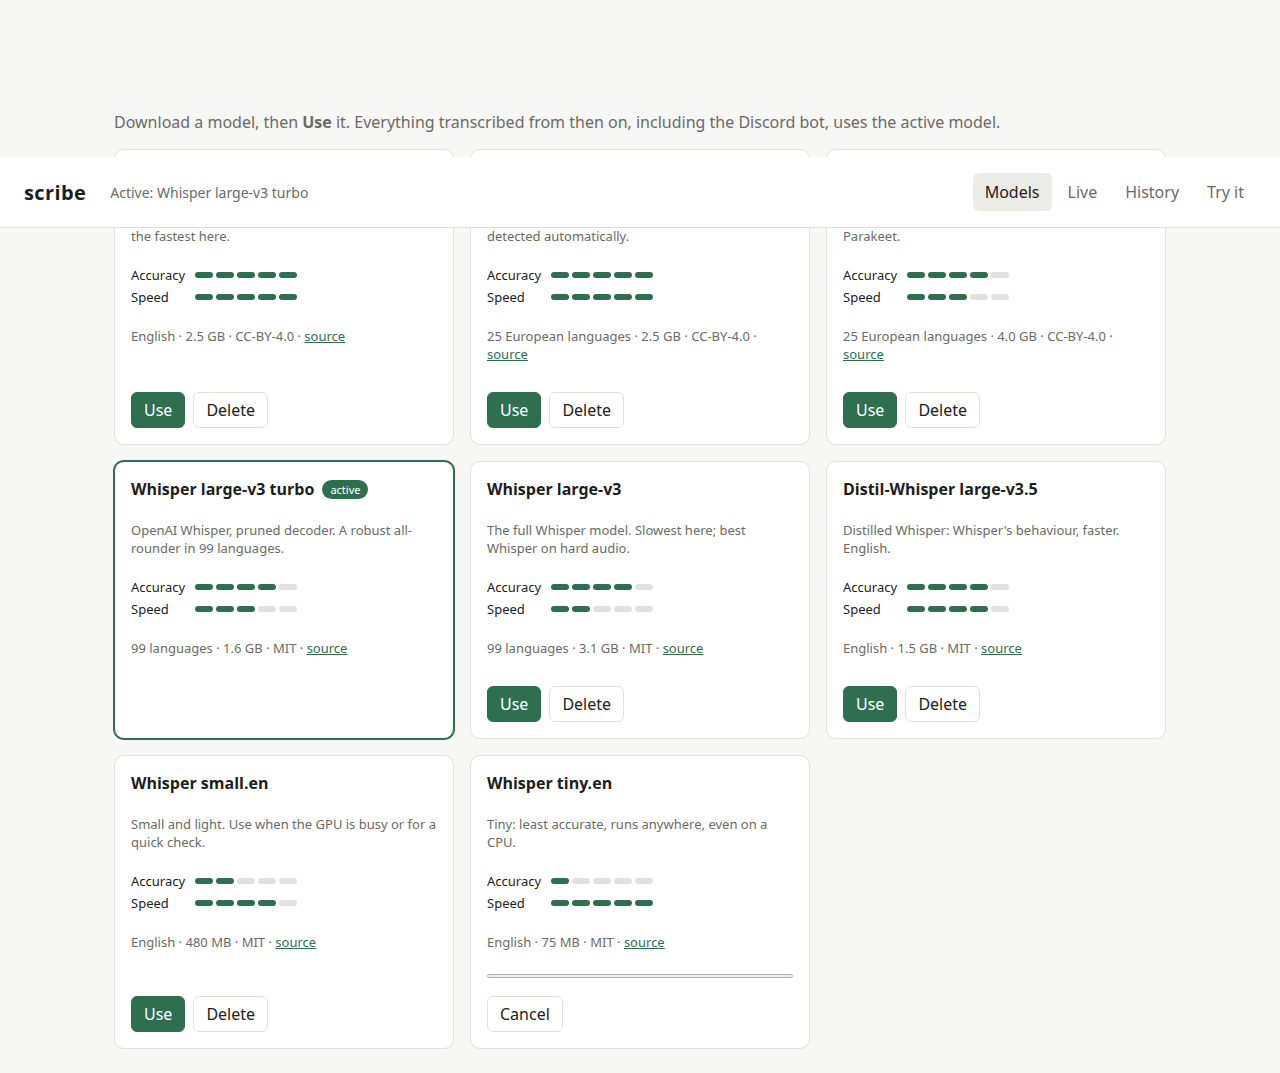 Download a model, then Use it. Everything transcribed from then on, including the Discord bot, uses the active model.
scribe
Active: Whisper large-v3 turbo
Models
Live
History
Try it
the fastest here.
Accuracy
Speed
English · 2.5 GB · CC-BY-4.0 · source
Use
Delete
detected automatically.
Accuracy
Speed
25 European languages · 2.5 GB · CC-BY-4.0 ·
source
Use
Delete
Parakeet.
Accuracy
Speed
25 European languages · 4.0 GB · CC-BY-4.0 ·
source
Use
Delete
Whisper large-v3 turbo
active
OpenAI Whisper, pruned decoder. A robust all-
rounder in 99 languages.
Accuracy
Speed
99 languages · 1.6 GB · MIT · source
Whisper large-v3
The full Whisper model. Slowest here; best
Whisper on hard audio.
Accuracy
Speed
99 languages · 3.1 GB · MIT · source
Use
Delete
Distil-Whisper large-v3.5
Distilled Whisper: Whisper's behaviour, faster.
English.
Accuracy
Speed
English · 1.5 GB · MIT · source
Use
Delete
Whisper small.en
Small and light. Use when the GPU is busy or for a
quick check.
Accuracy
Speed
English · 480 MB · MIT · source
Use
Delete
Whisper tiny.en
Tiny: least accurate, runs anywhere, even on a
CPU.
Accuracy
Speed
English · 75 MB · MIT · source
Cancel